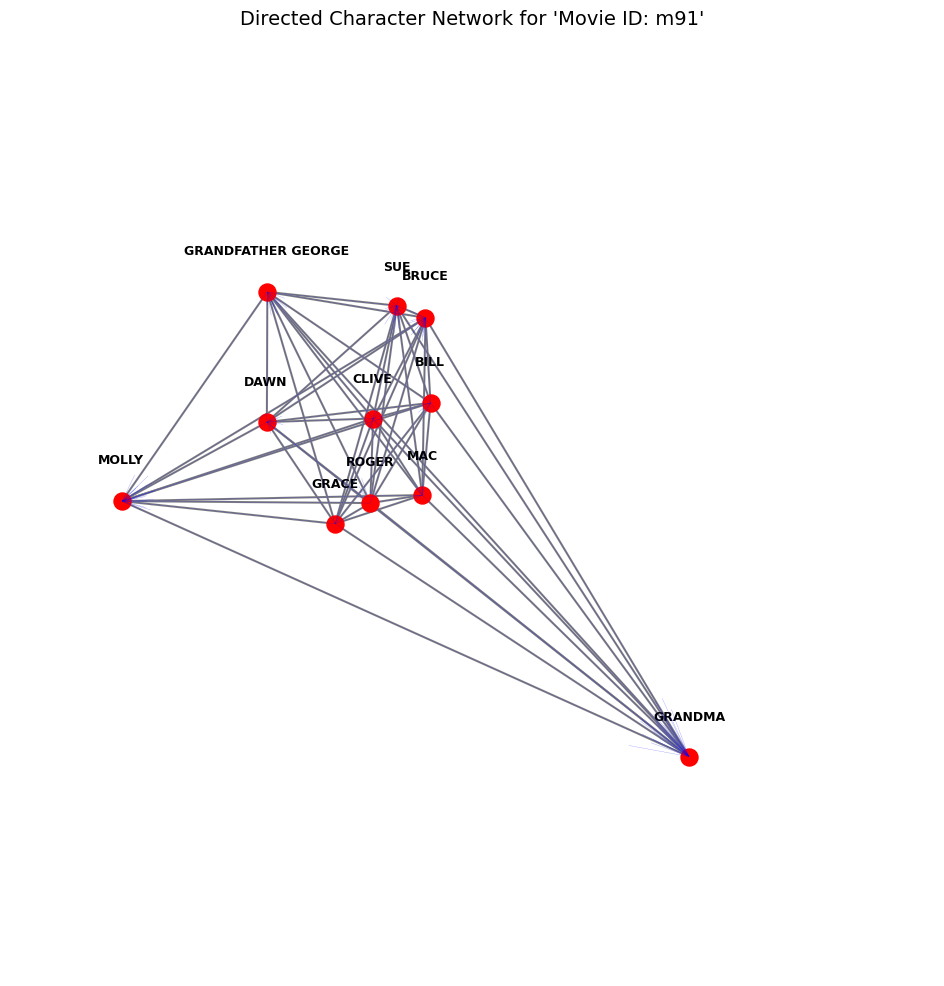 Directed Character Network for 'Movie ID: m91'
GRANDFATHER GEORGE
SUE
BRUCE
BILL
CLIVE
DAWN
MAC
ROGER
MOLLY
GRACE
GRANDMA